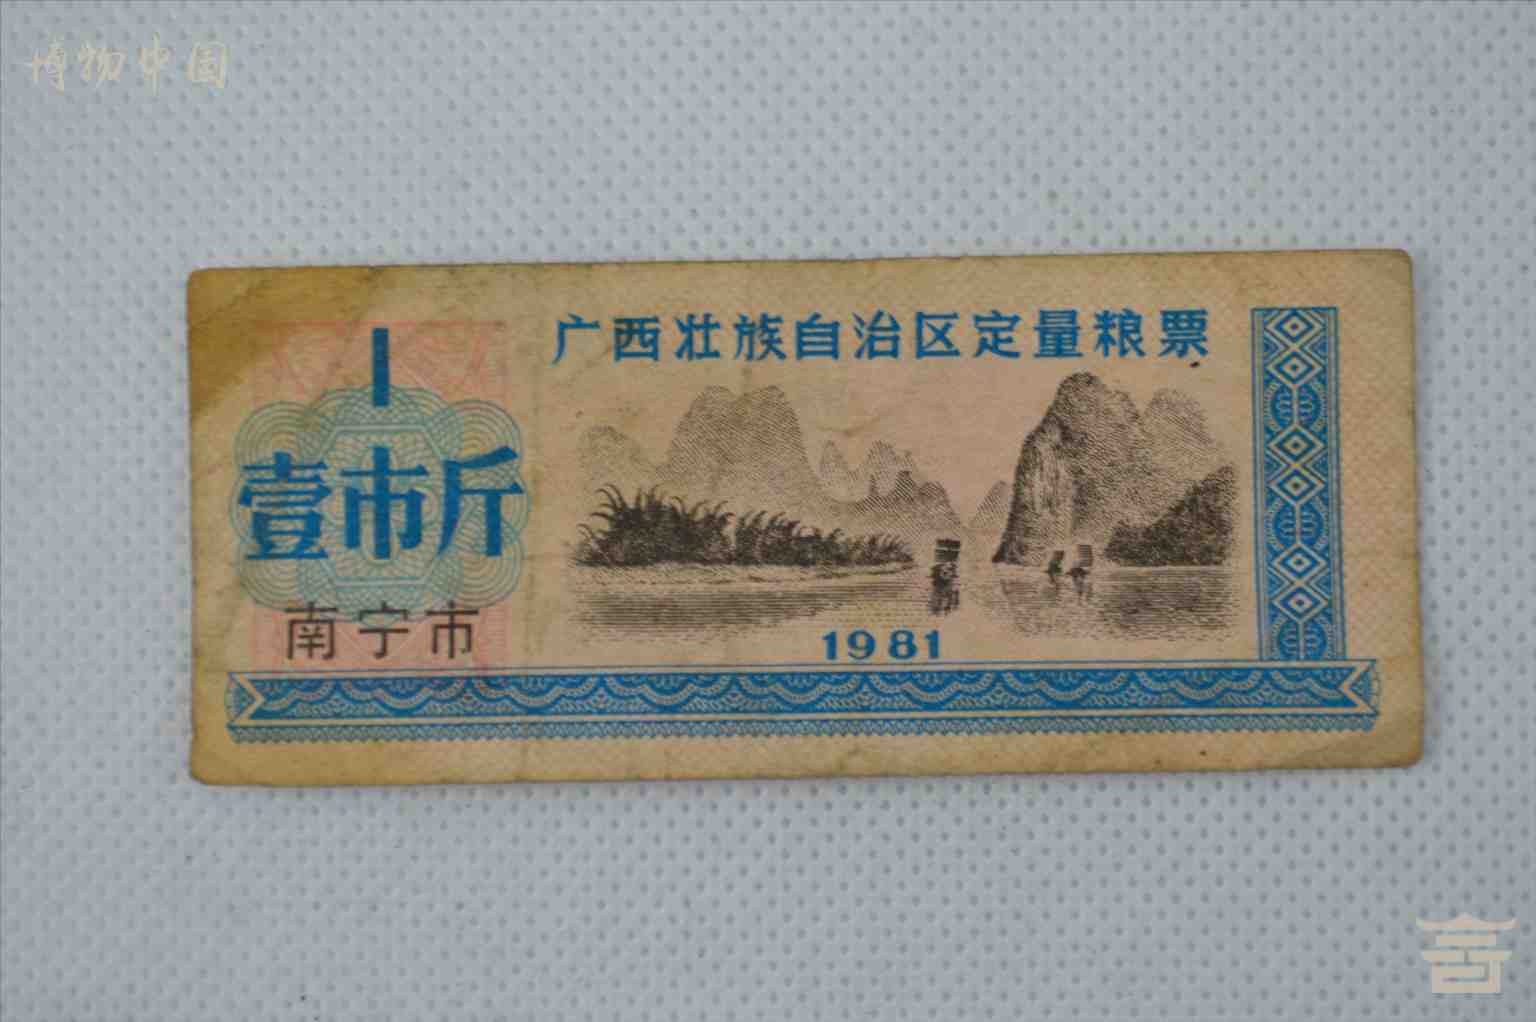 博物中国
广西壮族自治区定量粮票
1
壹市斤
南宁市
1981